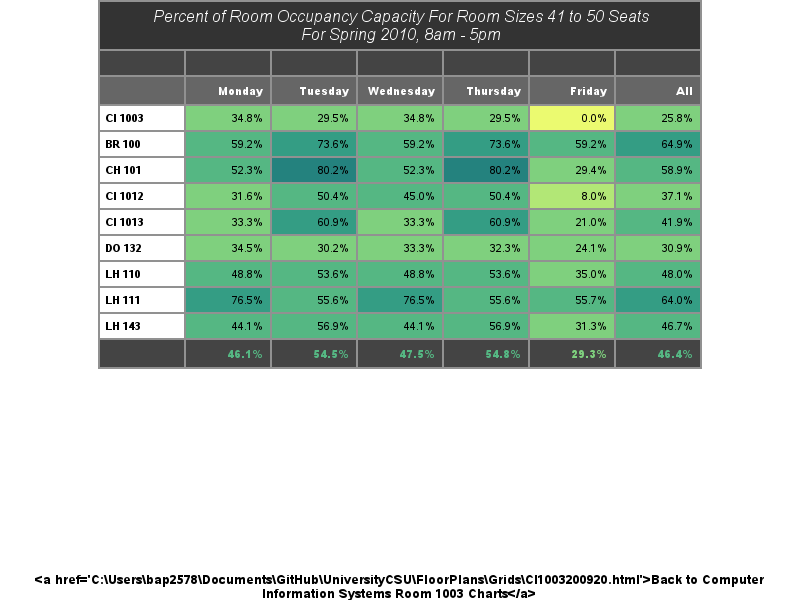 Percent of Room Occupancy Capacity For Room Sizes 41 to 50 Seats
For Spring 2010, 8am - 5pm
Monday Tuesday Wednesday Thursday Friday All
CI 1003 34.8% 29.5% 34.8% 29.5% 0.0% 25.8%
BR 100 59.2% 73.6% 59.2% 73.6% 59.2% 64.9%
CH 101 52.3% 80.2% 52.3% 80.2% 29.4% 58.9%
CI 1012 31.6% 50.4% 45.0% 50.4% 8.0% 37.1%
CI 1013 33.3% 60.9% 33.3% 60.9% 21.0% 41.9%
DO 132 34.5% 30.2% 33.3% 32.3% 24.1% 30.9%
LH 110 48.8% 53.6% 48.8% 53.6% 35.0% 48.0%
LH 111 76.5% 55.6% 76.5% 55.6% 55.7% 64.0%
LH 143 44.1% 56.9% 44.1% 56.9% 31.3% 46.7%
46.1% 54.5% 47.5% 54.8% 29.3% 46.4%
<a href='C:\Users\bap2578\Documents\GitHub\UniversityCSU\FloorPlans\Grids\CI1003200920.html'>Back to Computer
Information Systems Room 1003 Charts</a>